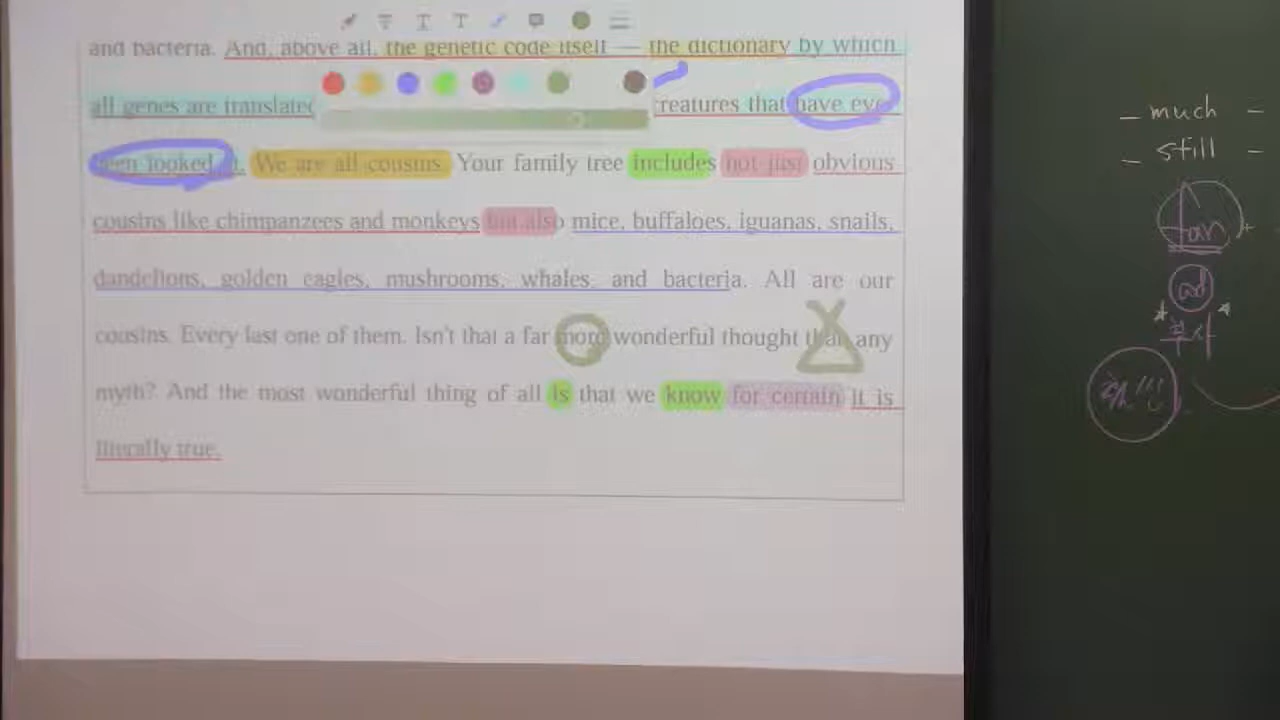 and bacteria. And, above all, the genetic code itself — the dictionary by which
all genes are translated creatures that have ever
been looked at. We are all cousins. Your family tree includes not just obvious
cousins like chimpanzees and monkeys but also mice, buffaloes, iguanas, snails,
dandelions, golden eagles, mushrooms, whales, and bacteria. All are our
cousins. Every last one of them. Isn't that a far more wonderful thought than any
myth? And the most wonderful thing of all is that we know for certain it is
literally true.
– much –
– still –
far
ad
부사